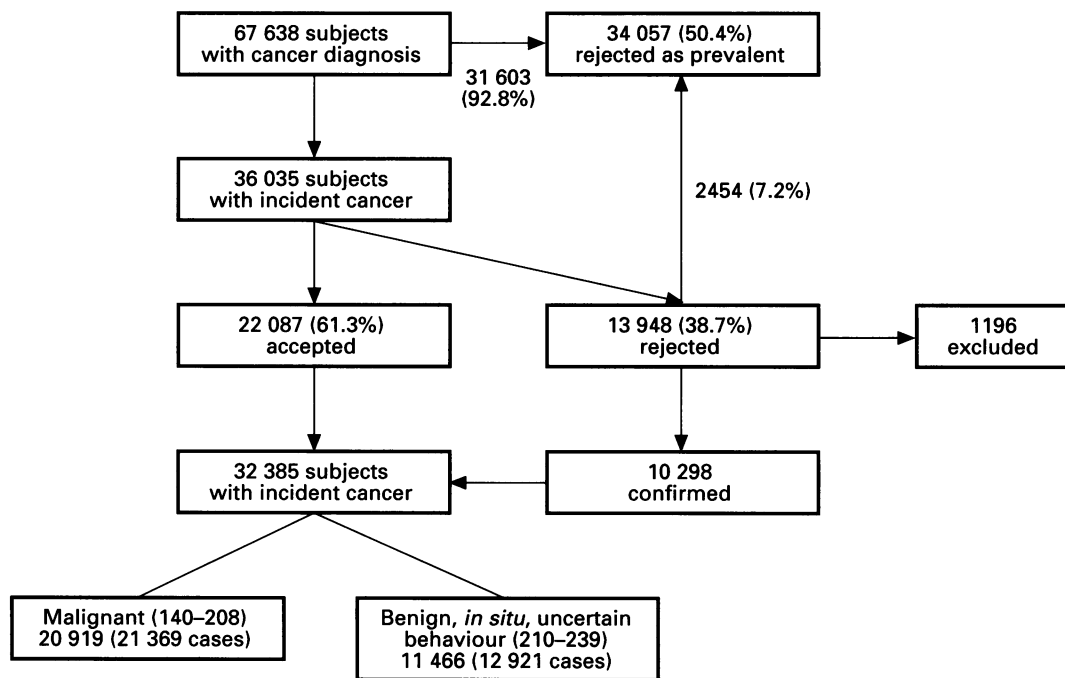 67 638 subjects
with cancer diagnosis
34 057 (50.4%)
rejected as prevalent
31 603
(92.8%)
36 035 subjects
with incident cancer
2454 (7.2%)
22 087 (61.3%)
accepted
13 948 (38.7%)
rejected
1196
excluded
32 385 subjects
with incident cancer
10 298
confirmed
Malignant (140–208)
20 919 (21 369 cases)
Benign, in situ, uncertain
behaviour (210–239)
11 466 (12 921 cases)